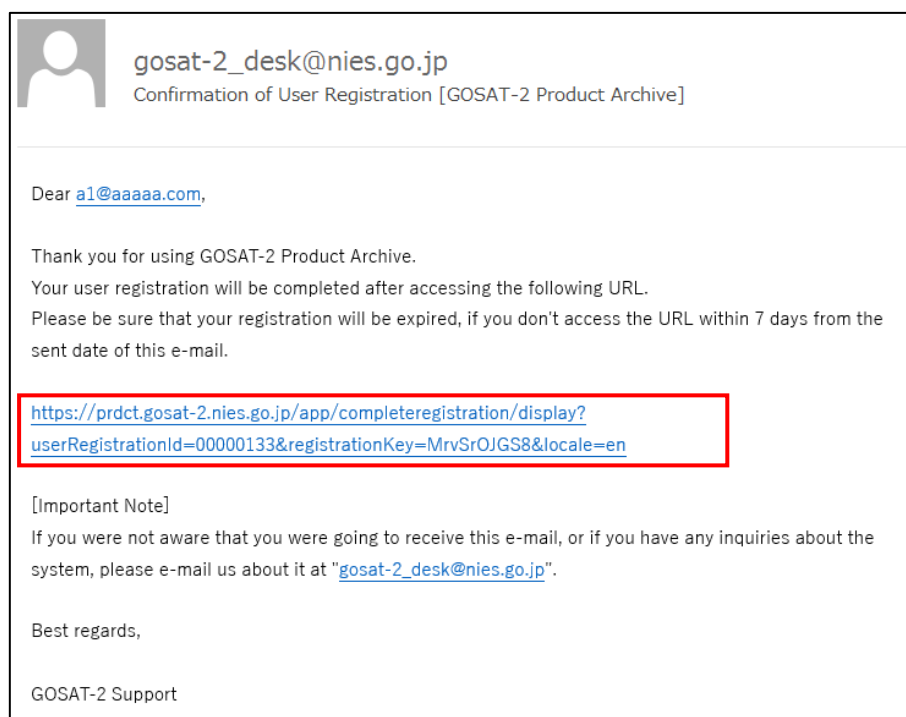 gosat-2_desk@nies.go.jp
Confirmation of User Registration [GOSAT-2 Product Archive]
Dear a1@aaaaa.com,
Thank you for using GOSAT-2 Product Archive.
Your user registration will be completed after accessing the following URL.
Please be sure that your registration will be expired, if you don't access the URL within 7 days from the
sent date of this e-mail.
https://prdct.gosat-2.nies.go.jp/app/completeregistration/display?
userRegistrationId=00000133&registrationKey=MrvSrOJGS8&locale=en
[Important Note]
If you were not aware that you were going to receive this e-mail, or if you have any inquiries about the
system, please e-mail us about it at "gosat-2_desk@nies.go.jp".
Best regards,
GOSAT-2 Support